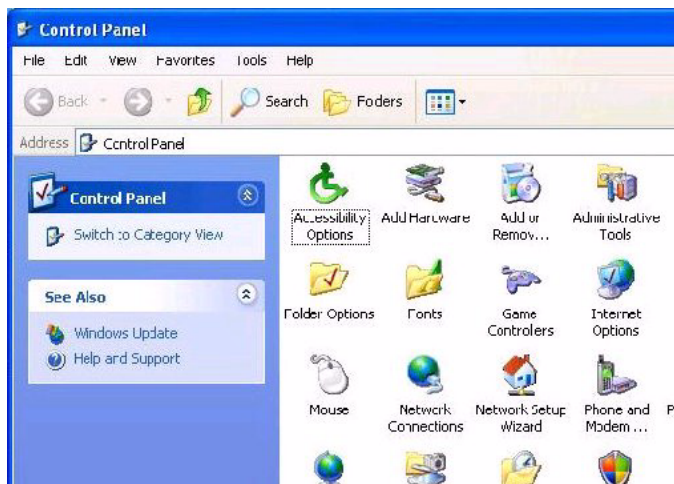 Control Panel
File Edit View Favorites Tools Help
Back Search Foders
Address Control Panel
Control Panel
Switch to Category View
See Also
Windows Update
Help and Support
Accessibility Options
Add Hardware
Add or Remov...
Administrative Tools
Folder Options
Fonts
Game Controlers
Internet Options
Mouse
Network Connections
Network Setup Wizard
Phone and Modem ...
P